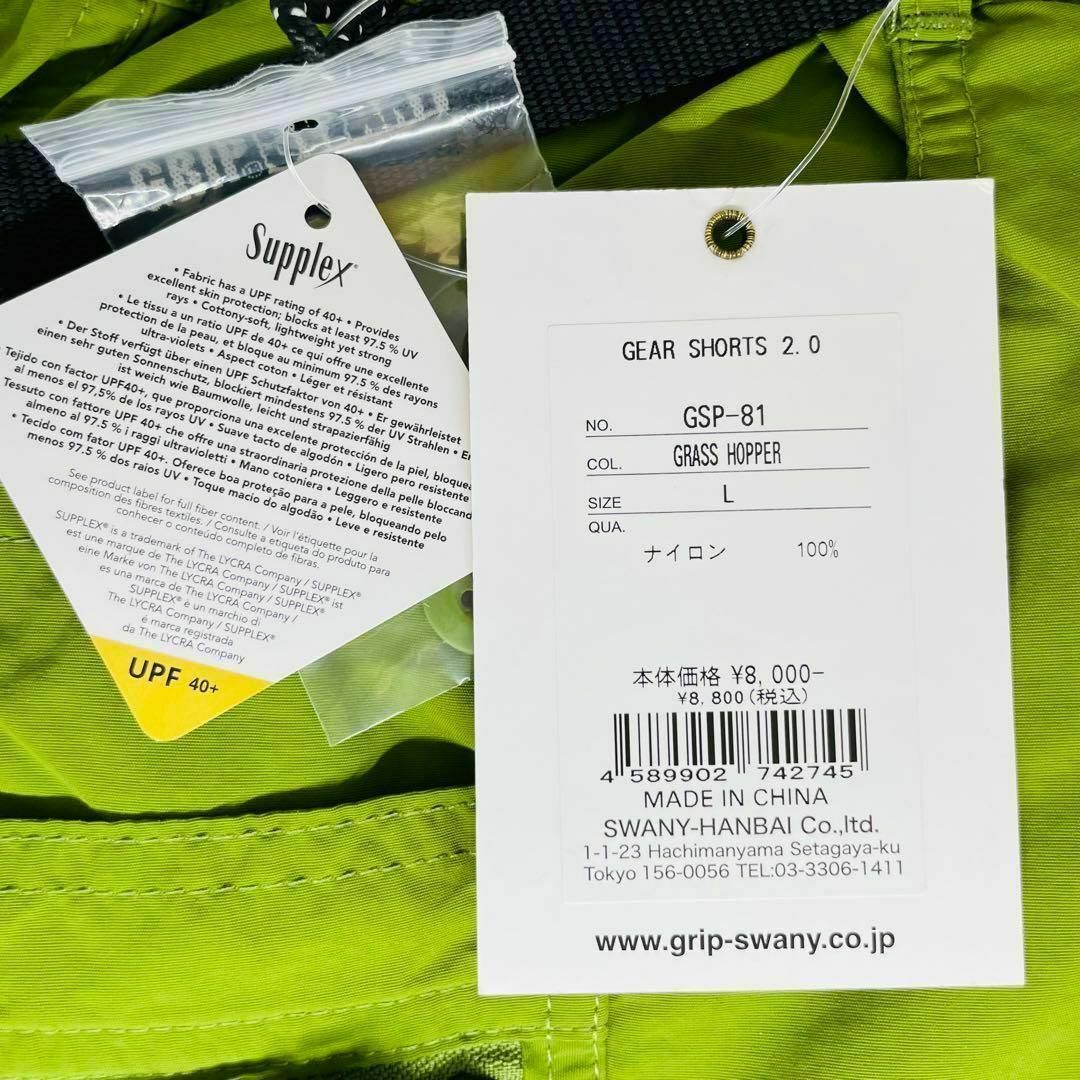 GRIP
Supplex®
• Fabric has a UPF rating of 40+ • Provides
excellent skin protection; blocks at least 97.5 % UV
rays • Cottony-soft, lightweight yet strong
• Le tissu a un ratio UPF de 40+ ce qui offre une excellente
protection de la peau, et bloque au minimum 97.5 % des rayons
ultra-violets • Aspect coton • Léger et résistant
• Der Stoff verfügt über einen UPF Schutzfaktor von 40+ • Er gewährleistet
einen sehr guten Sonnenschutz, blockiert mindestens 97.5 % der UV Strahlen • Er
ist weich wie Baumwolle, leicht und strapazierfähig
• Tejido con factor UPF40+, que proporciona una excelente protección de la piel, bloquea
al menos el 97,5% de los rayos UV • Suave tacto de algodón • Ligero pero resistente
Tessuto con fattore UPF 40+ che offre una straordinaria protezione della pelle bloccand
almeno al 97.5 % i raggi ultravioletti • Mano cotoniera • Leggero e resistente
• Tecido com fator UPF 40+. Oferece boa proteção para a pele, bloqueando pelo
menos 97.5 % dos raios UV • Toque macio do algodão • Leve e resistente
See product label for full fiber content. / Voir l'étiquette pour la
composition des fibres textiles. / Consulte a etiqueta do produto para
conhecer o conteúdo completo de fibras.
SUPPLEX® is a trademark of The LYCRA Company / SUPPLEX®
est une marque de The LYCRA Company / SUPPLEX® ist
eine Marke von The LYCRA Company / SUPPLEX®
es una marca de The LYCRA Company /
SUPPLEX® è un marchio di
The LYCRA Company / SUPPLEX®
é marca registrada
da The LYCRA Company
UPF 40+
GEAR SHORTS 2.0
NO. GSP-81
COL. GRASS HOPPER
SIZE L
QUA.
ナイロン 100%
本体価格 ¥8,000-
¥8,800(税込)
4 589902 742745
MADE IN CHINA
SWANY-HANBAI Co.,ltd.
1-1-23 Hachimanyama Setagaya-ku
Tokyo 156-0056 TEL:03-3306-1411
www.grip-swany.co.jp